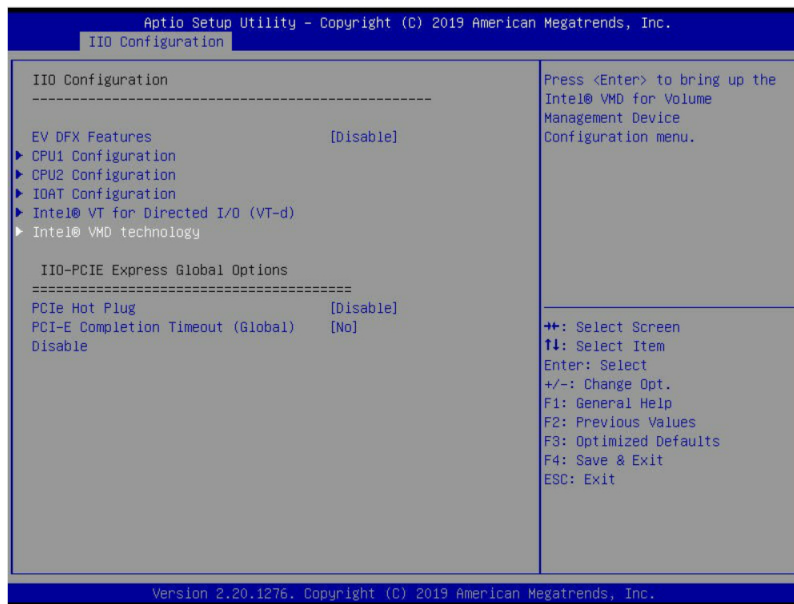 Aptio Setup Utility – Copyright (C) 2019 American Megatrends, Inc.
IIO Configuration
IIO Configuration
--------------------------------------------------
EV DFX Features [Disable]
▶ CPU1 Configuration
▶ CPU2 Configuration
▶ IOAT Configuration
▶ Intel® VT for Directed I/O (VT-d)
▶ Intel® VMD technology
IIO-PCIE Express Global Options
========================================
PCIe Hot Plug [Disable]
PCI-E Completion Timeout (Global) [No]
Disable
Press <Enter> to bring up the
Intel® VMD for Volume
Management Device
Configuration menu.
→←: Select Screen
↑↓: Select Item
Enter: Select
+/-: Change Opt.
F1: General Help
F2: Previous Values
F3: Optimized Defaults
F4: Save & Exit
ESC: Exit
Version 2.20.1276. Copyright (C) 2019 American Megatrends, Inc.